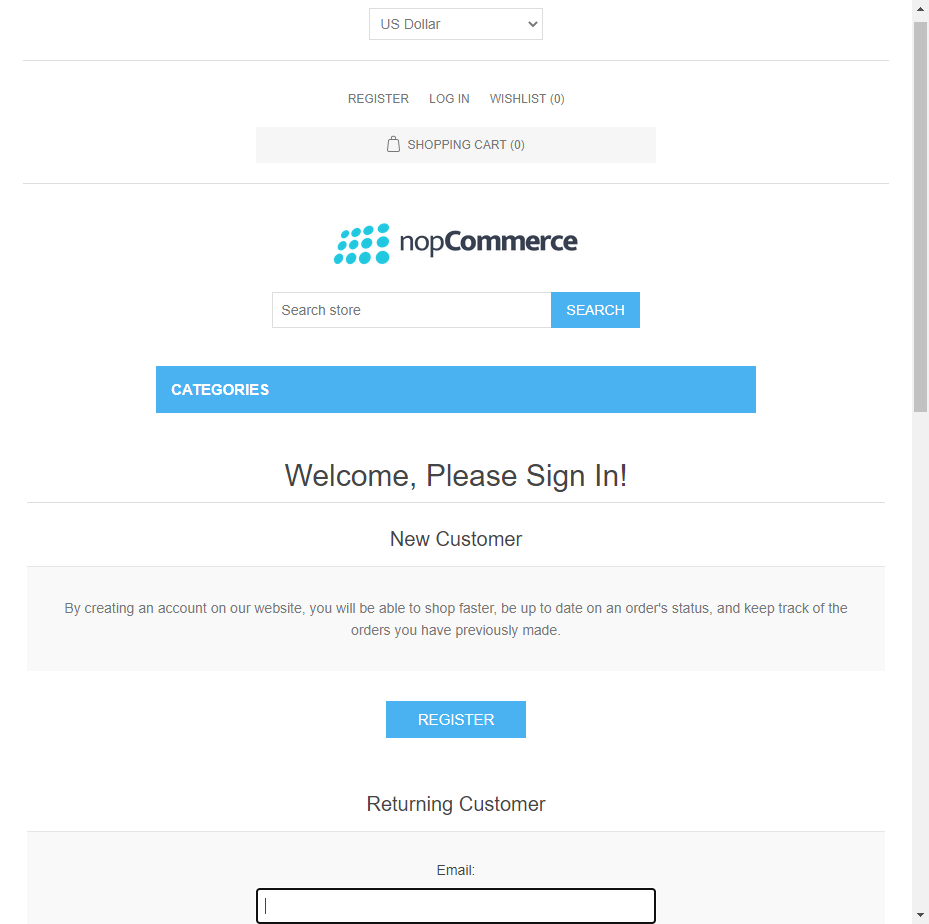 US Dollar
REGISTER LOG IN WISHLIST (0)
SHOPPING CART (0)
nopCommerce
Search store SEARCH
CATEGORIES
Welcome, Please Sign In!
New Customer
By creating an account on our website, you will be able to shop faster, be up to date on an order's status, and keep track of the
orders you have previously made.
REGISTER
Returning Customer
Email: